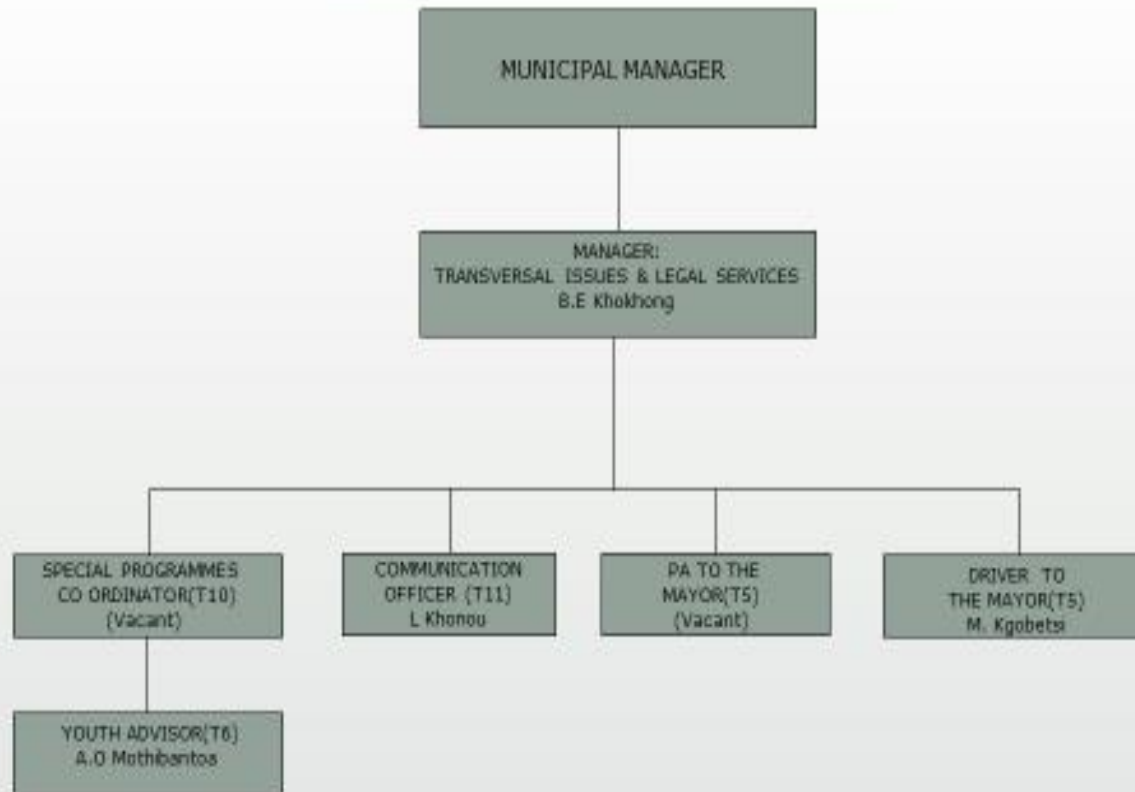 MUNICIPAL MANAGER
MANAGER:
TRANSVERSAL ISSUES & LEGAL SERVICES
B.E Khokhong
SPECIAL PROGRAMMES
CO ORDINATOR(T10)
(Vacant)
COMMUNICATION
OFFICER (T11)
L Khonou
PA TO THE
MAYOR(T5)
(Vacant)
DRIVER TO
THE MAYOR(T5)
M. Kgobetsi
YOUTH ADVISOR(T6)
A.O Mothibantoa